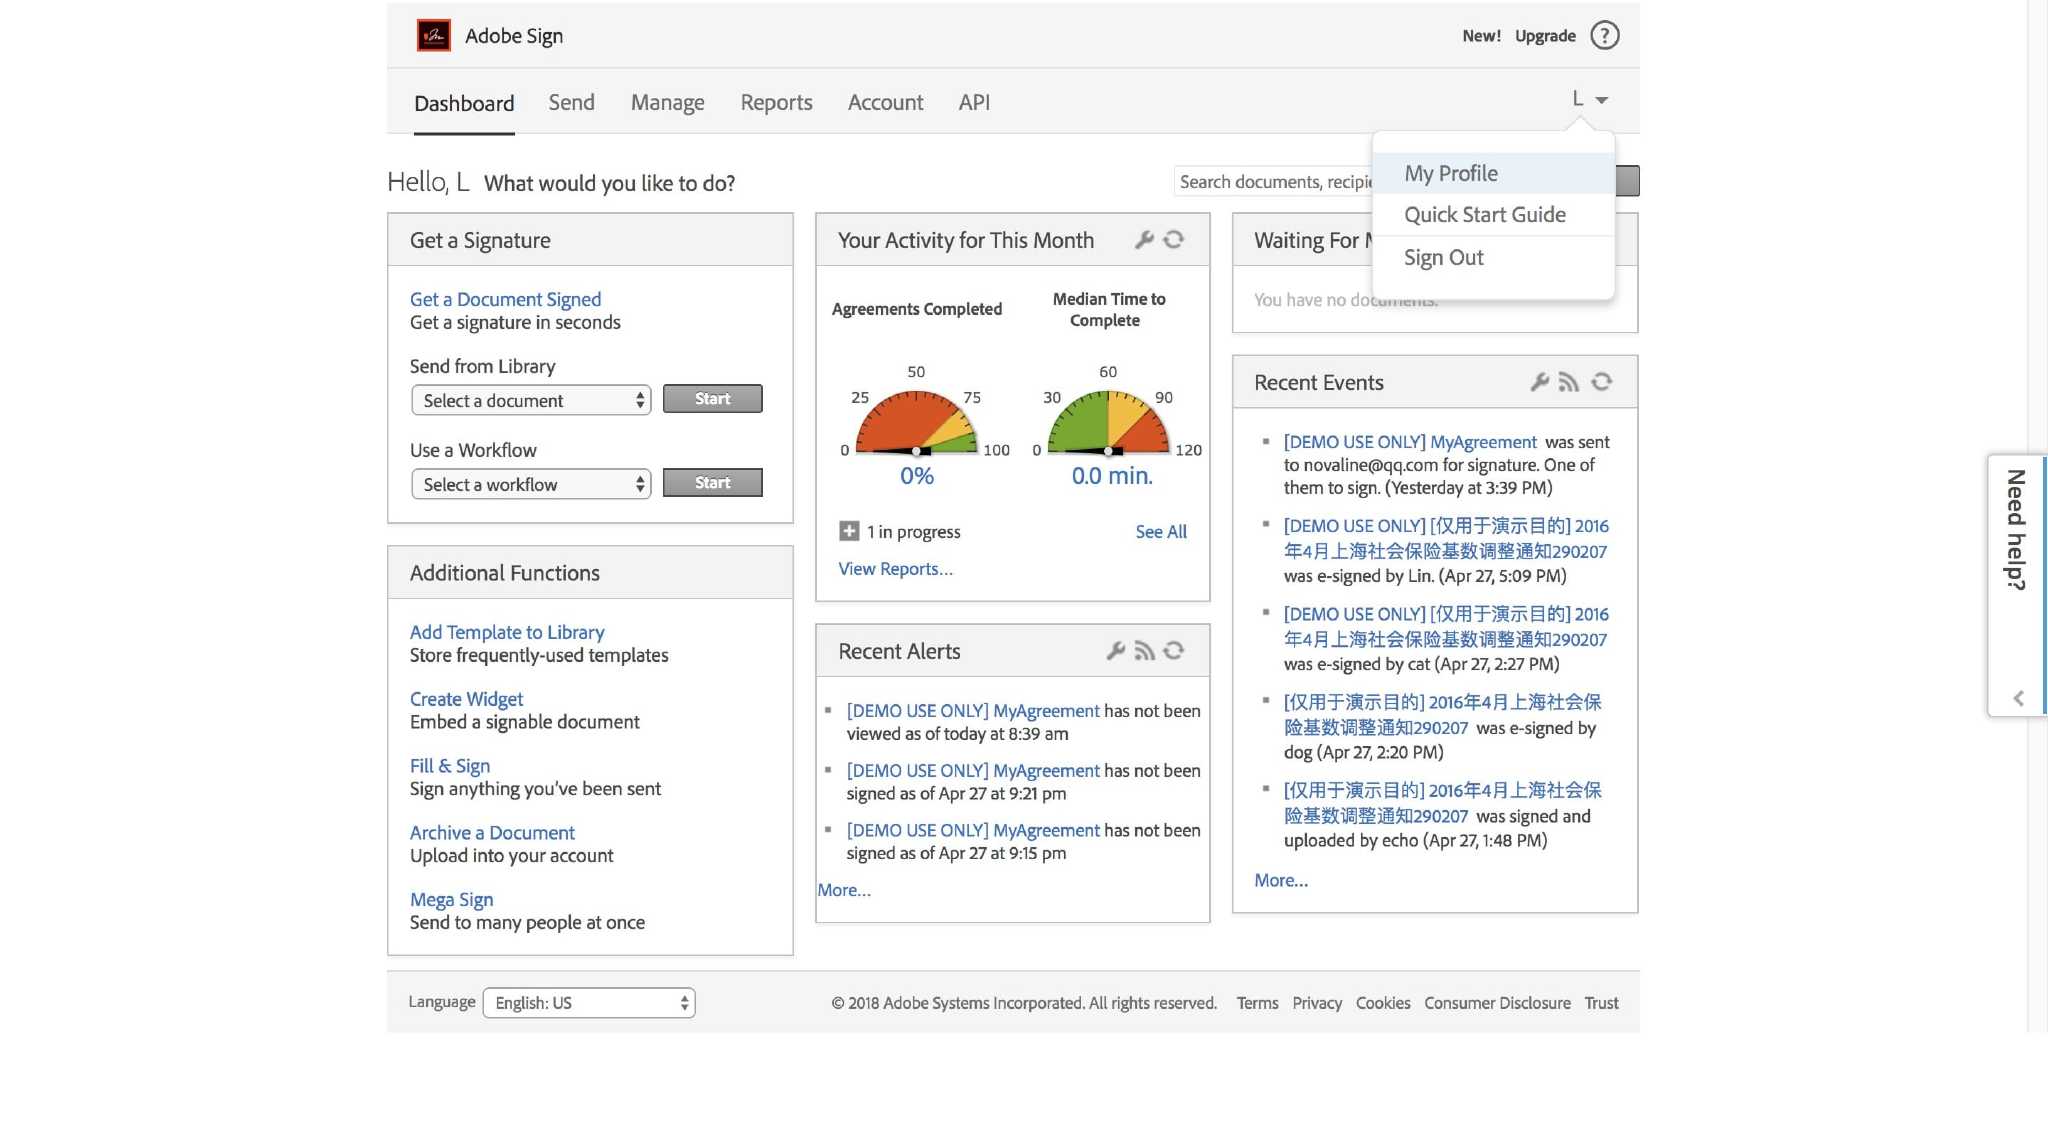 Adobe Sign
New! Upgrade ?
Dashboard Send Manage Reports Account API
L
My Profile
Quick Start Guide
Sign Out
Hello, L What would you like to do?
Search documents,
Get a Signature
Get a Document Signed
Get a signature in seconds
Send from Library
Select a document Start
Use a Workflow
Select a workflow Start
Additional Functions
Add Template to Library
Store frequently-used templates
Create Widget
Embed a signable document
Fill & Sign
Sign anything you've been sent
Archive a Document
Upload into your account
Mega Sign
Send to many people at once
Your Activity for This Month
Agreements Completed
0 25 50 75 100
0%
Median Time to
Complete
0 30 60 90 120
0.0 min.
1 in progress See All
View Reports...
Recent Alerts
[DEMO USE ONLY] MyAgreement has not been
viewed as of today at 8:39 am
[DEMO USE ONLY] MyAgreement has not been
signed as of Apr 27 at 9:21 pm
[DEMO USE ONLY] MyAgreement has not been
signed as of Apr 27 at 9:15 pm
More...
Waiting For
You have no documents.
Recent Events
[DEMO USE ONLY] MyAgreement was sent
to novaline@qq.com for signature. One of
them to sign. (Yesterday at 3:39 PM)
[DEMO USE ONLY] [仅用于演示目的] 2016
年4月上海社会保险基数调整通知290207
was e-signed by Lin. (Apr 27, 5:09 PM)
[DEMO USE ONLY] [仅用于演示目的] 2016
年4月上海社会保险基数调整通知290207
was e-signed by cat (Apr 27, 2:27 PM)
[仅用于演示目的] 2016年4月上海社会保
险基数调整通知290207 was e-signed by
dog (Apr 27, 2:20 PM)
[仅用于演示目的] 2016年4月上海社会保
险基数调整通知290207 was signed and
uploaded by echo (Apr 27, 1:48 PM)
More...
Need help?
Language English: US
© 2018 Adobe Systems Incorporated. All rights reserved. Terms Privacy Cookies Consumer Disclosure Trust